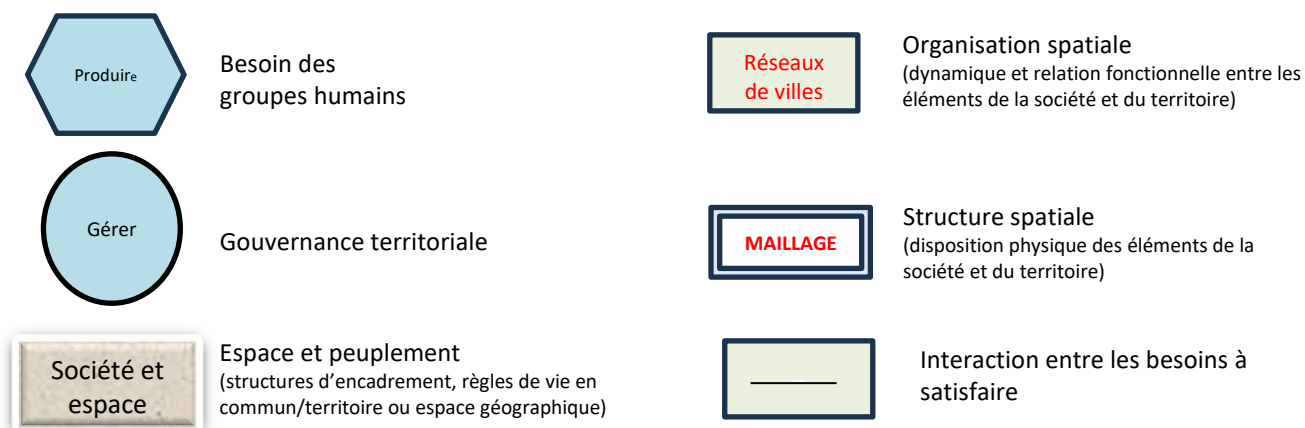 Produire
Besoin des
groupes humains
Gérer
Gouvernance territoriale
Société et
espace
Espace et peuplement
(structures d'encadrement, règles de vie en
commun/territoire ou espace géographique)
Réseaux
de villes
Organisation spatiale
(dynamique et relation fonctionnelle entre les
éléments de la société et du territoire)
MAILLAGE
Structure spatiale
(disposition physique des éléments de la
société et du territoire)
Interaction entre les besoins à
satisfaire